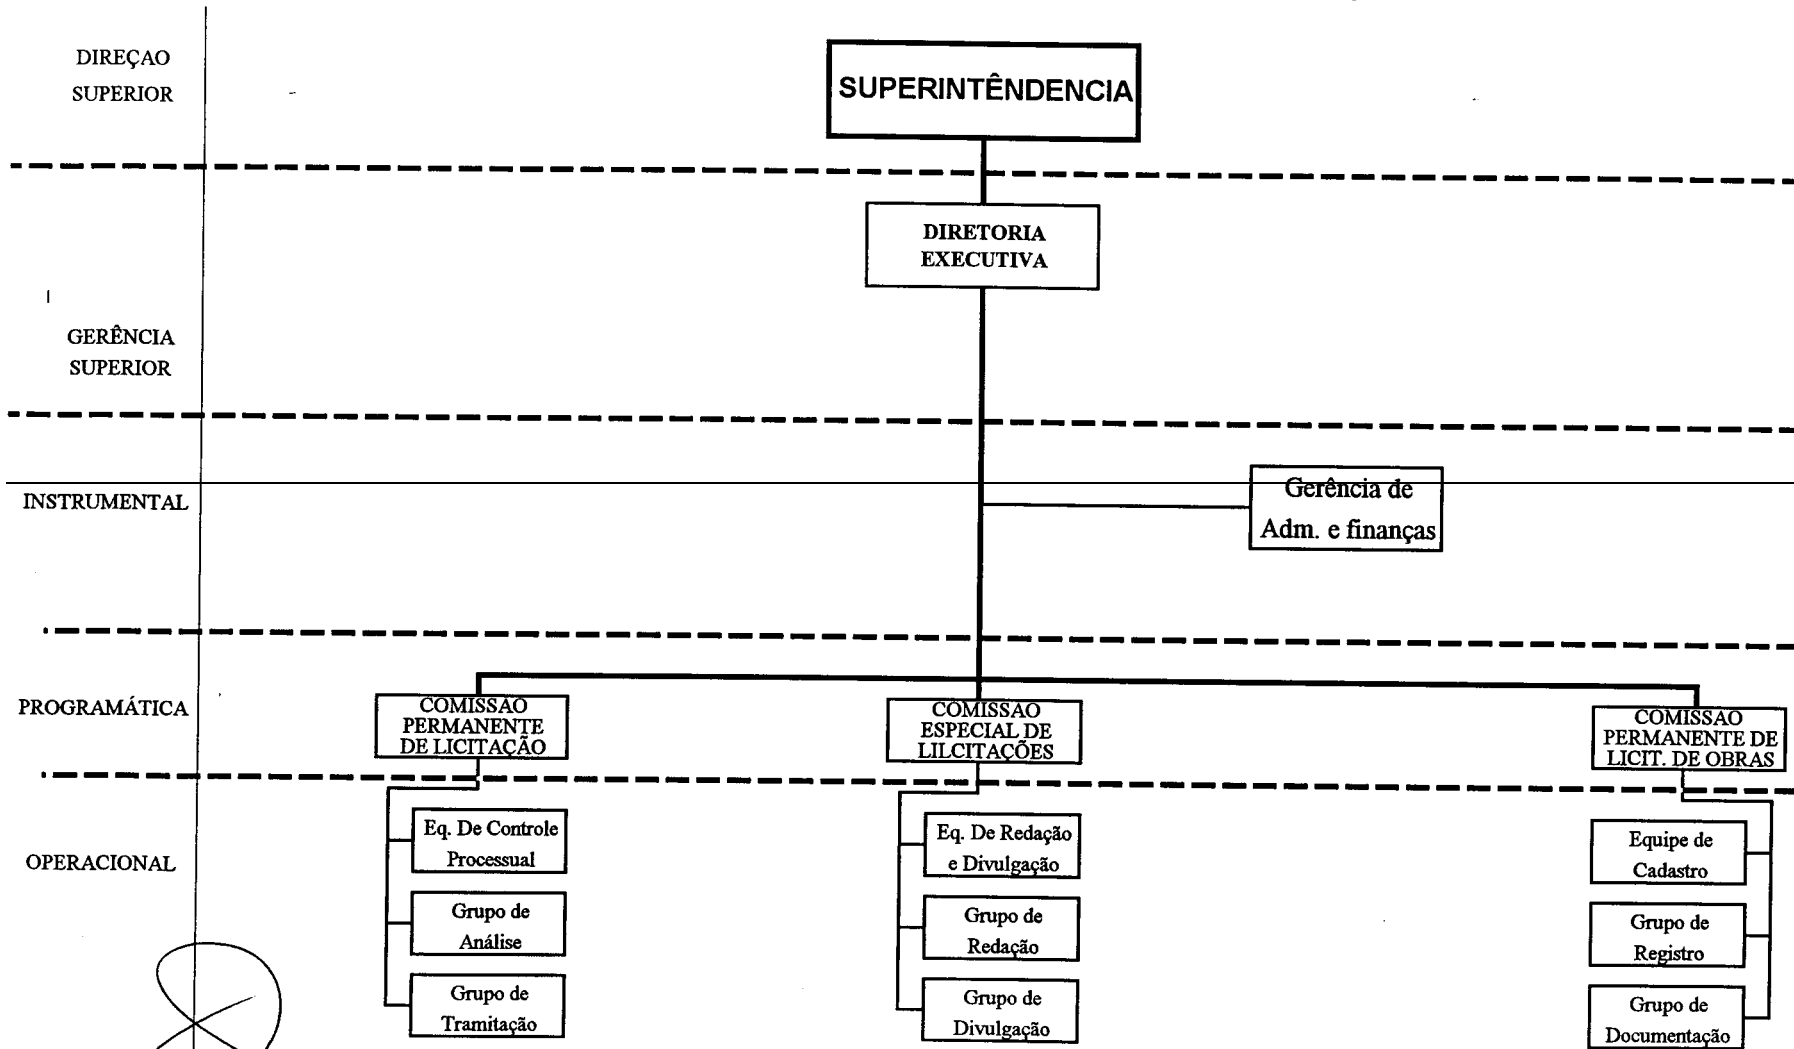 DIREÇAO
SUPERIOR
SUPERINTÊNDENCIA
DIRETORIA
EXECUTIVA
GERÊNCIA
SUPERIOR
INSTRUMENTAL
Gerência de
Adm. e finanças
PROGRAMÁTICA
COMISSAO
PERMANENTE
DE LICITAÇÃO
COMISSAO
ESPECIAL DE
LILCITAÇÕES
COMISSAO
PERMANENTE DE
LICIT. DE OBRAS
OPERACIONAL
Eq. De Controle
Processual
Grupo de
Análise
Grupo de
Tramitação
Eq. De Redação
e Divulgação
Grupo de
Redação
Grupo de
Divulgação
Equipe de
Cadastro
Grupo de
Registro
Grupo de
Documentação